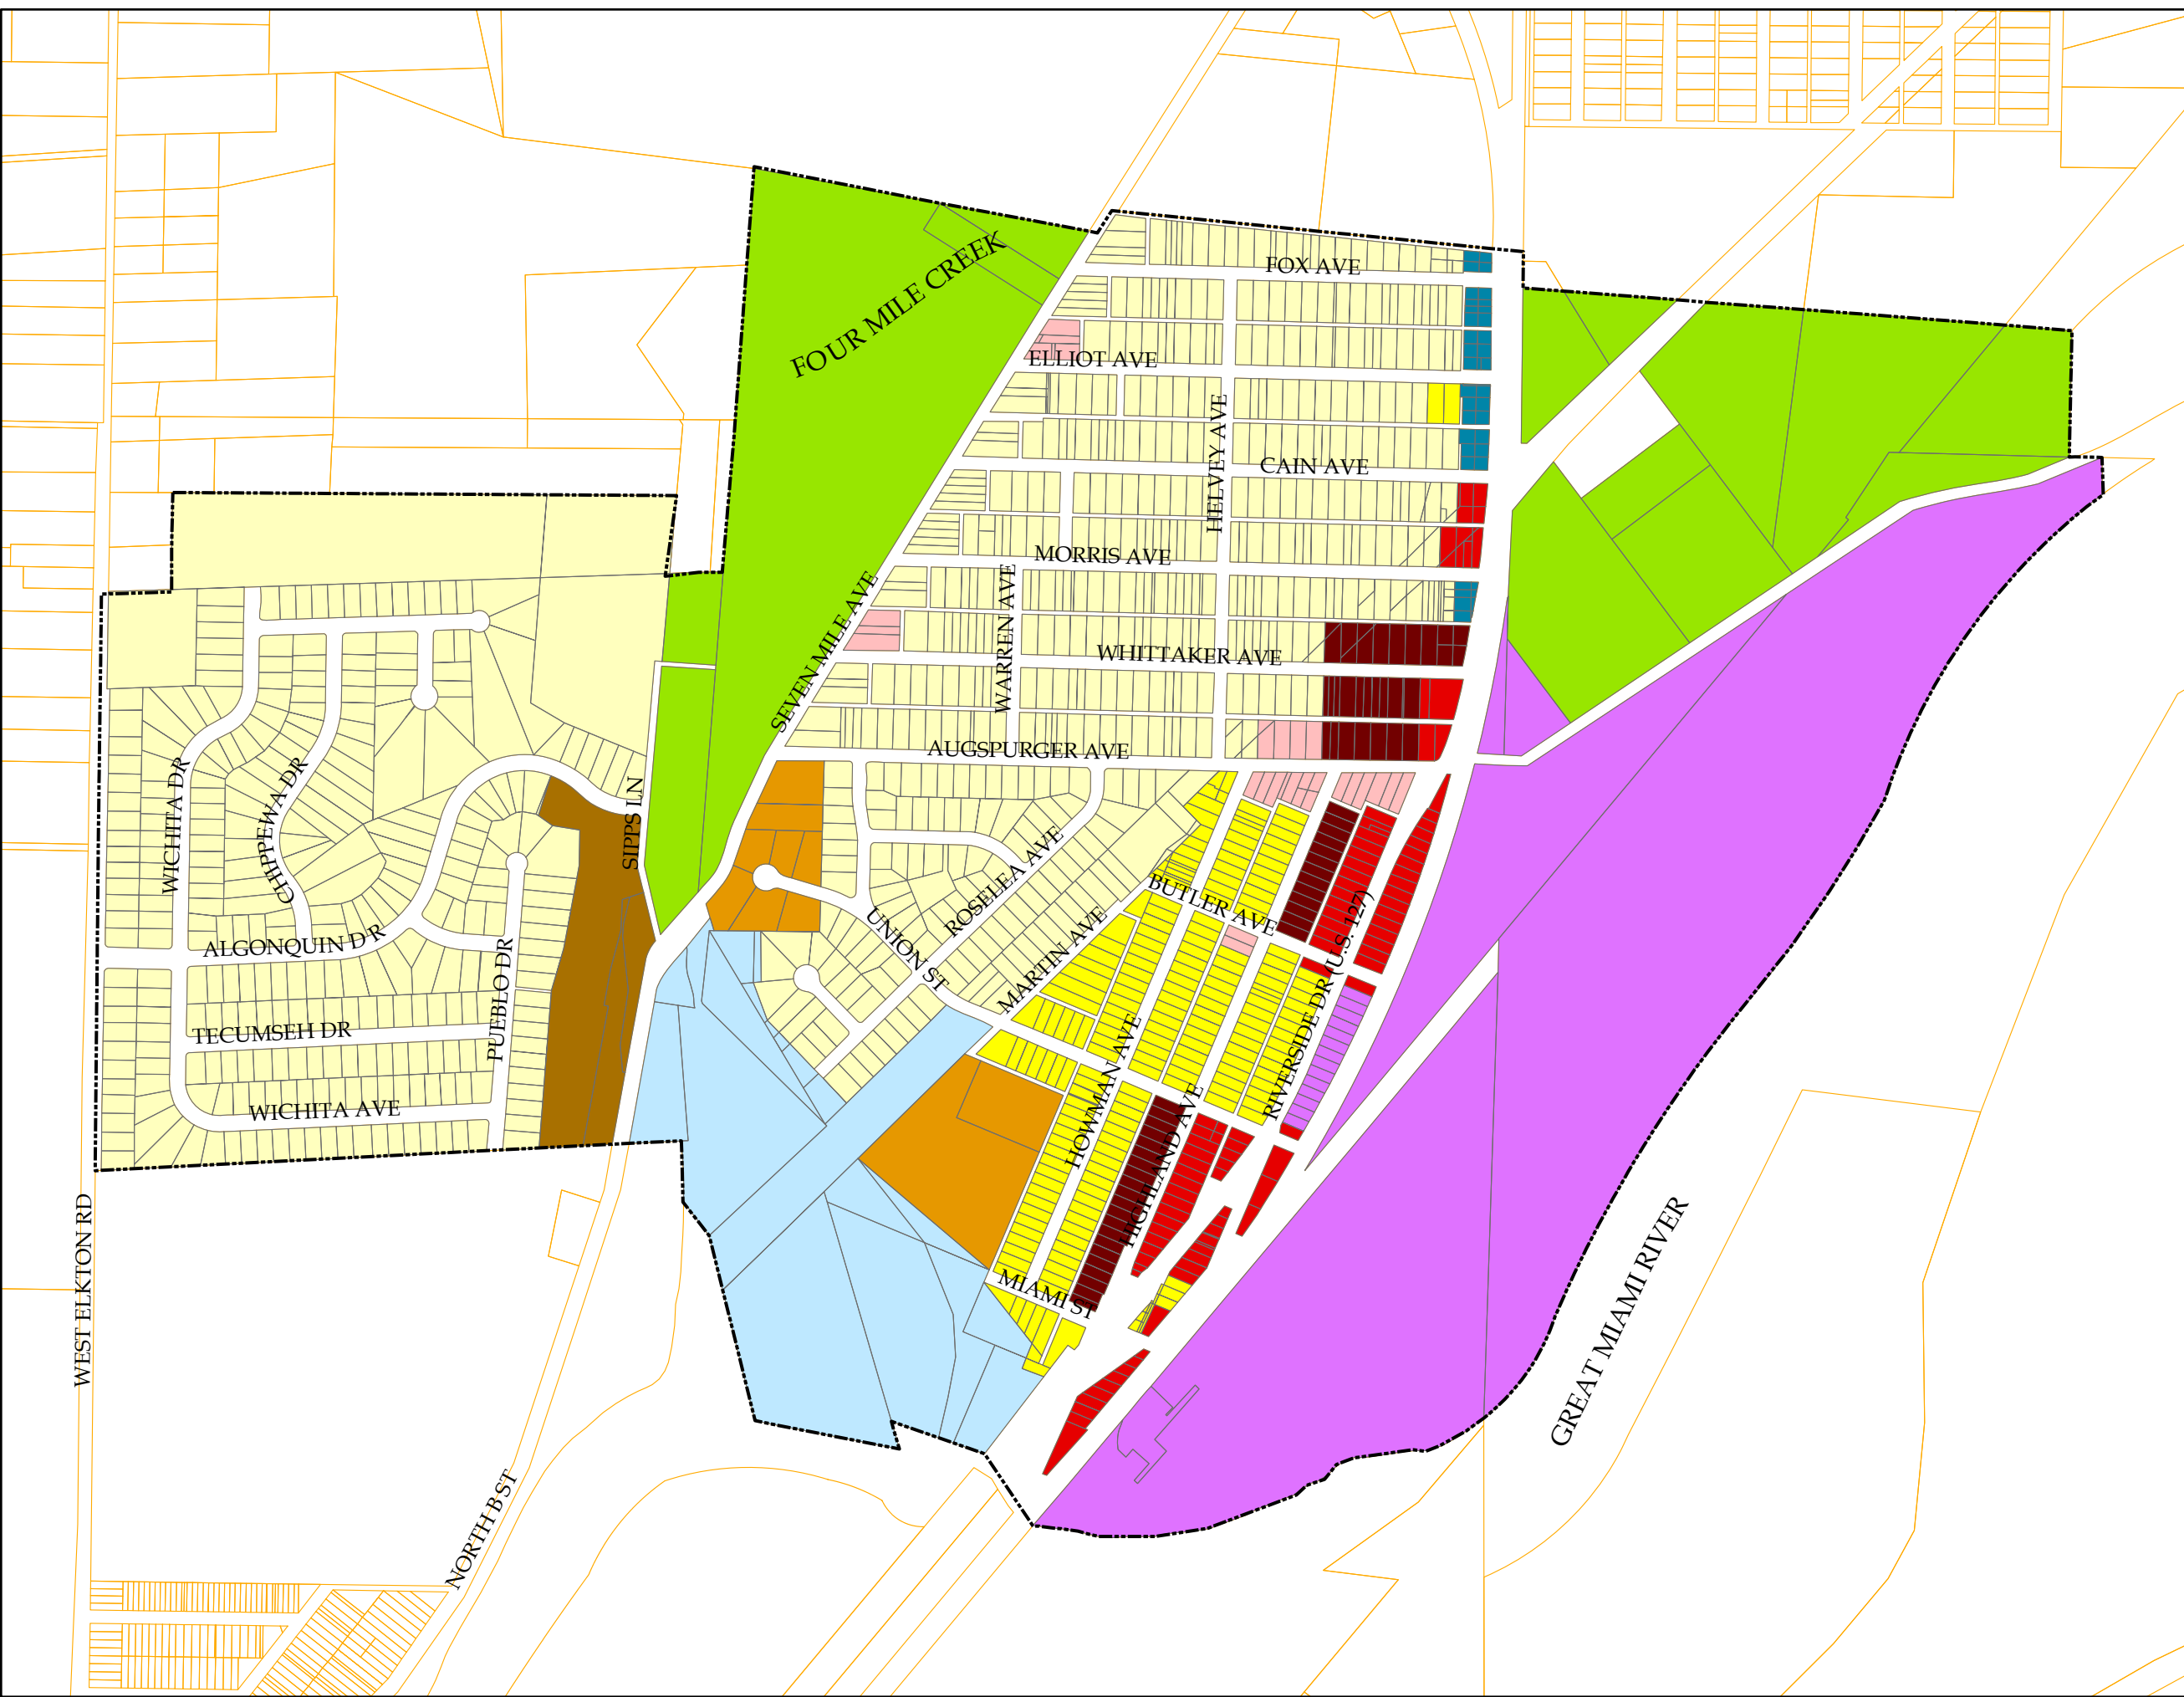 FOUR MILE CREEK
FOX AVE
ELLIOT AVE
HELVEY AVE
CAIN AVE
MORRIS AVE
SEVEN MILE AVE
WARREN AVE
WHITTAKER AVE
AUGSPURGER AVE
WICHITA DR
CHIPPEWA DR
SIPPS LN
ROSELEA AVE
BUTLER AVE
UNION ST
MARTIN AVE
ALGONQUIN DR
PUEBLO DR
RIVERSIDE DR (U.S. 127)
TECUMSEH DR
HOWMAN AVE
WICHITA AVE
HIGHLAND AVE
MIAMI ST
WEST ELKTON RD
GREAT MIAMI RIVER
NORTH B ST